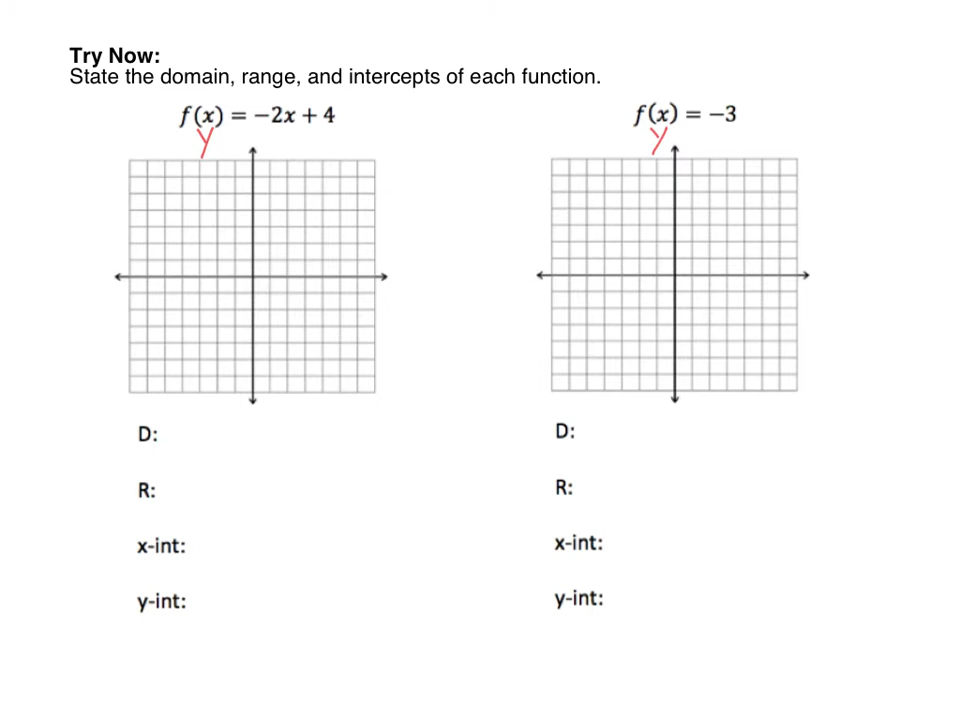 Try Now:
State the domain, range, and intercepts of each function.
f(x) = −2x + 4
y
D:
R:
x-int:
y-int:
f(x) = −3
y
D:
R:
x-int:
y-int: